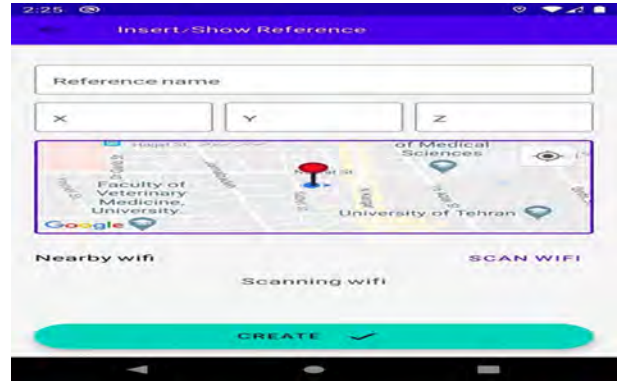 2:25
Insert/Show Reference
Reference name
X Y Z
of Medical
Sciences
Faculty of
Veterinary
Medicine,
University.
University of Tehran
Google
Nearby wifi SCAN WIFI
Scanning wifi
CREATE